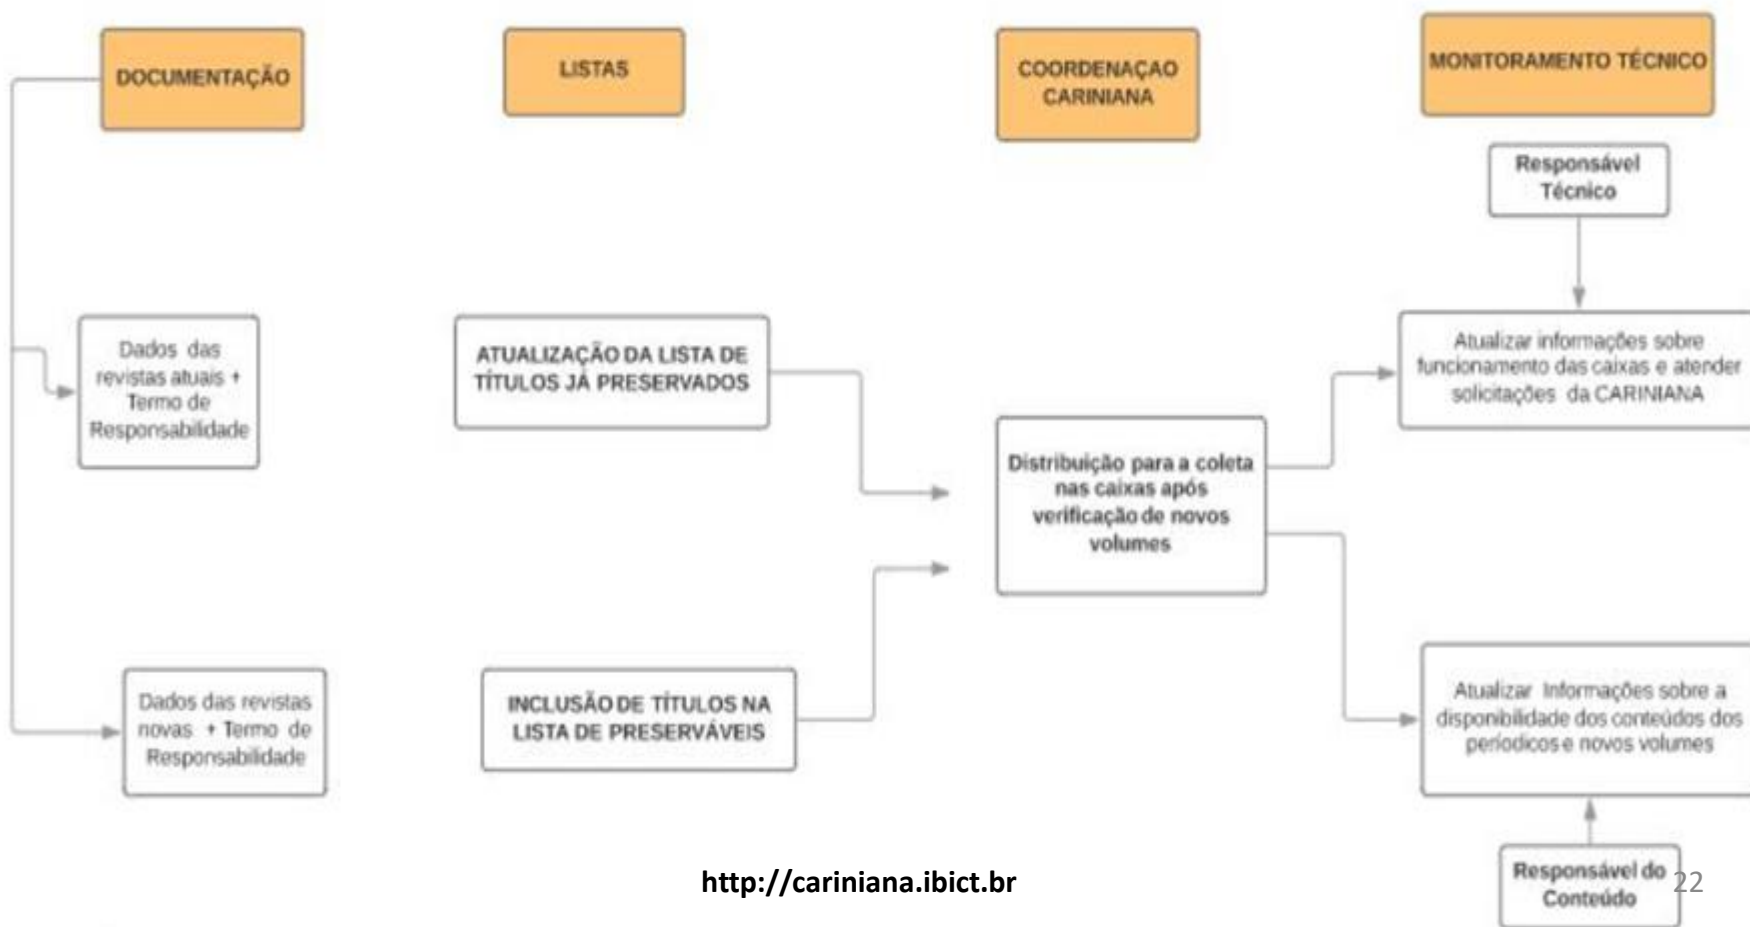 DOCUMENTAÇÃO
LISTAS
COORDENAÇAO
CARINIANA
MONITORAMENTO TÉCNICO
Responsável
Técnico
Dados das
revistas atuais +
Termo de
Responsabilidade
ATUALIZAÇÃO DA LISTA DE
TÍTULOS JÁ PRESERVADOS
Atualizar informações sobre
funcionamento das caixas e atender
solicitações da CARINIANA
Distribuição para a coleta
nas caixas após
verificação de novos
volumes
Dados das revistas
novas + Termo de
Responsabilidade
INCLUSÃO DE TÍTULOS NA
LISTA DE PRESERVÁVEIS
Atualizar Informações sobre a
disponibilidade dos conteúdos dos
períodicos e novos volumes
Responsável do
Conteúdo
http://cariniana.ibict.br
22